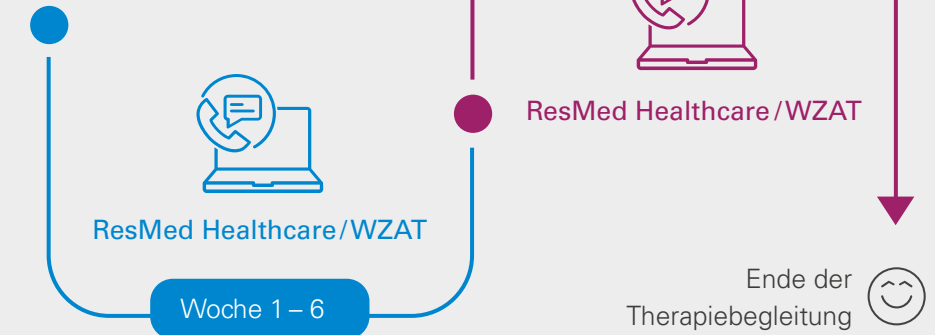 ResMed Healthcare/WZAT
ResMed Healthcare/WZAT
Woche 1 – 6
Ende der
Therapiebegleitung